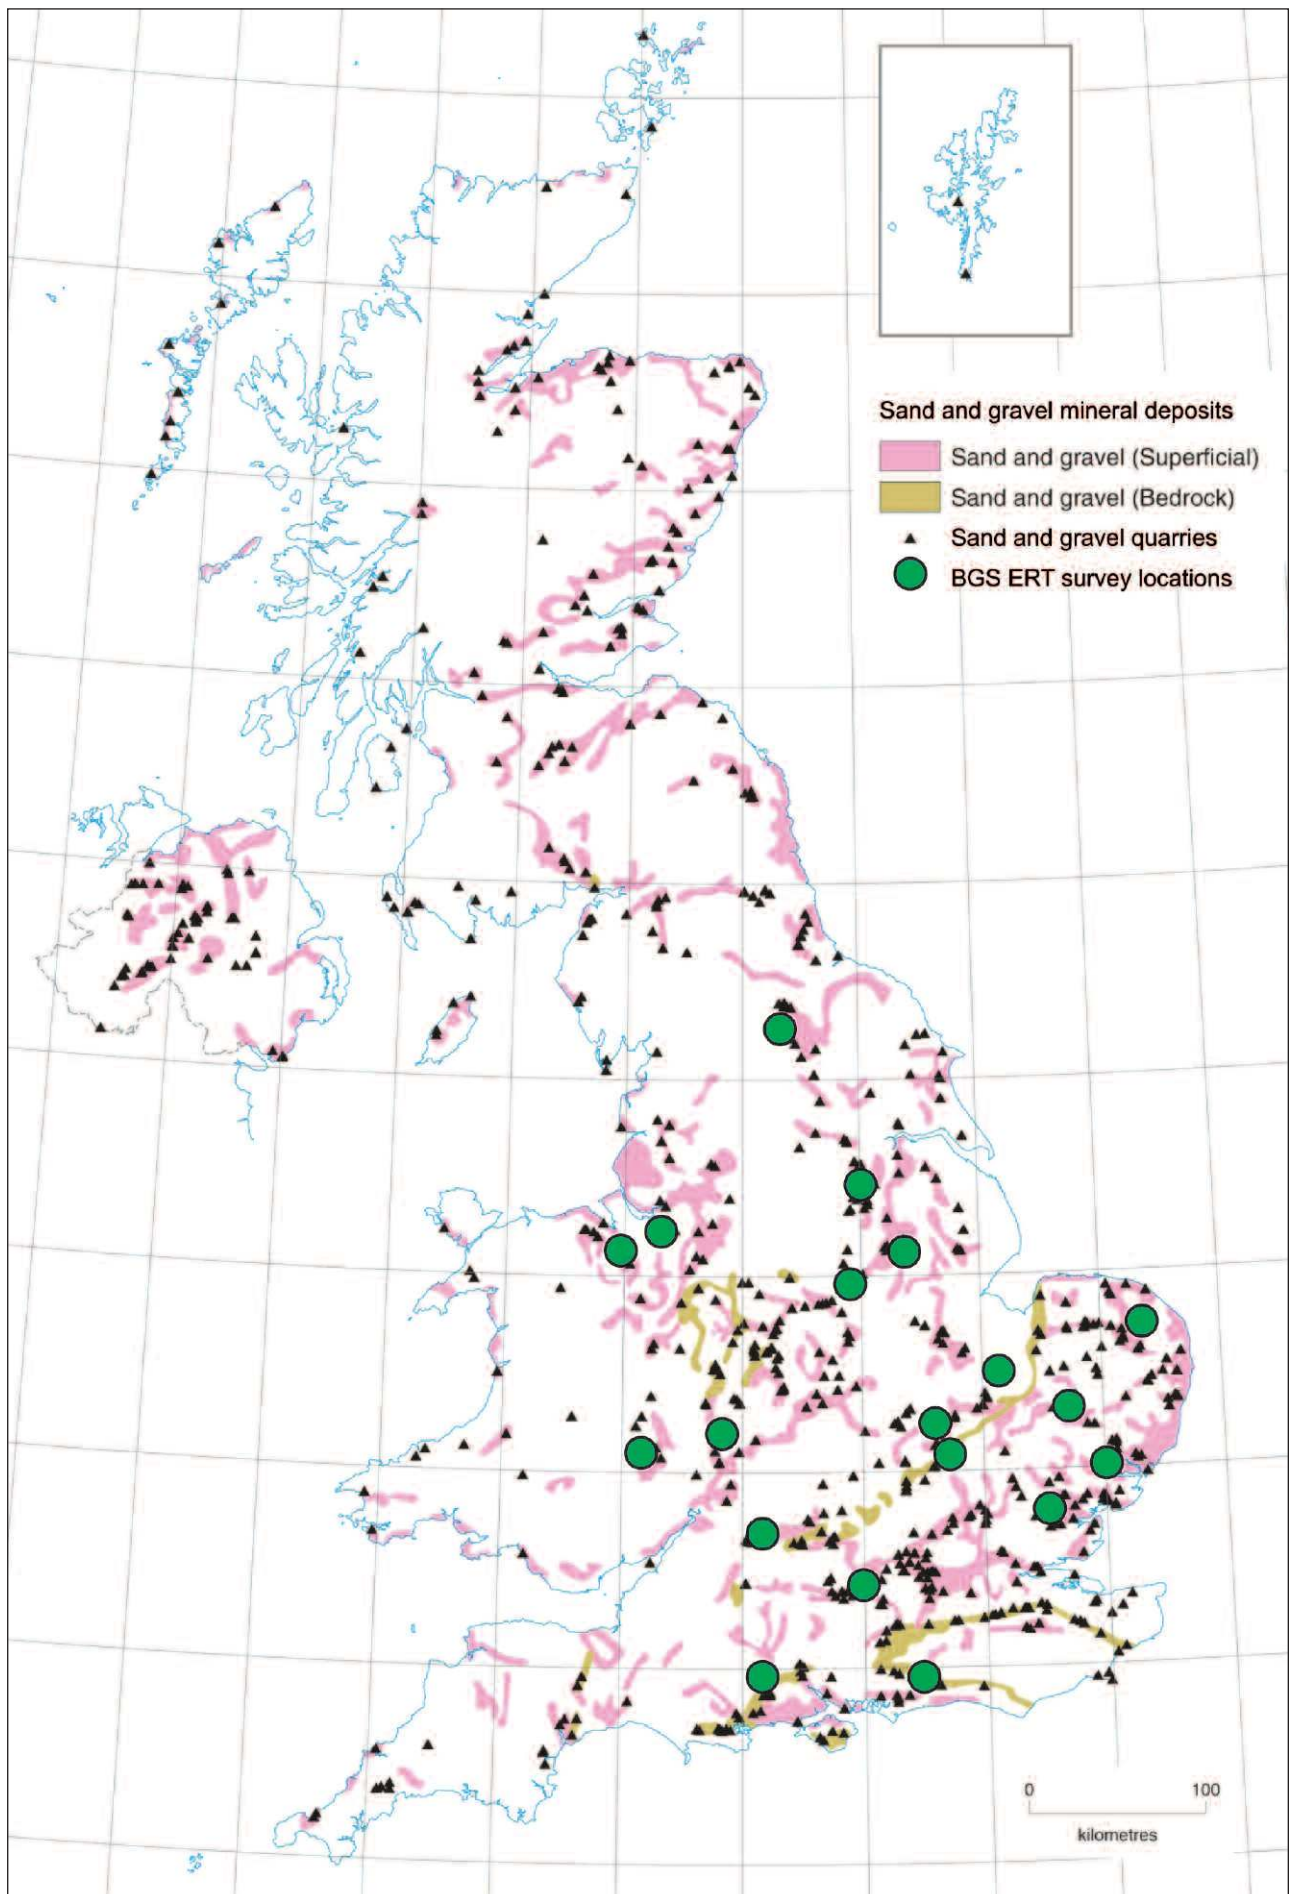 Sand and gravel mineral deposits
Sand and gravel (Superficial)
Sand and gravel (Bedrock)
Sand and gravel quarries
BGS ERT survey locations
0 100
kilometres